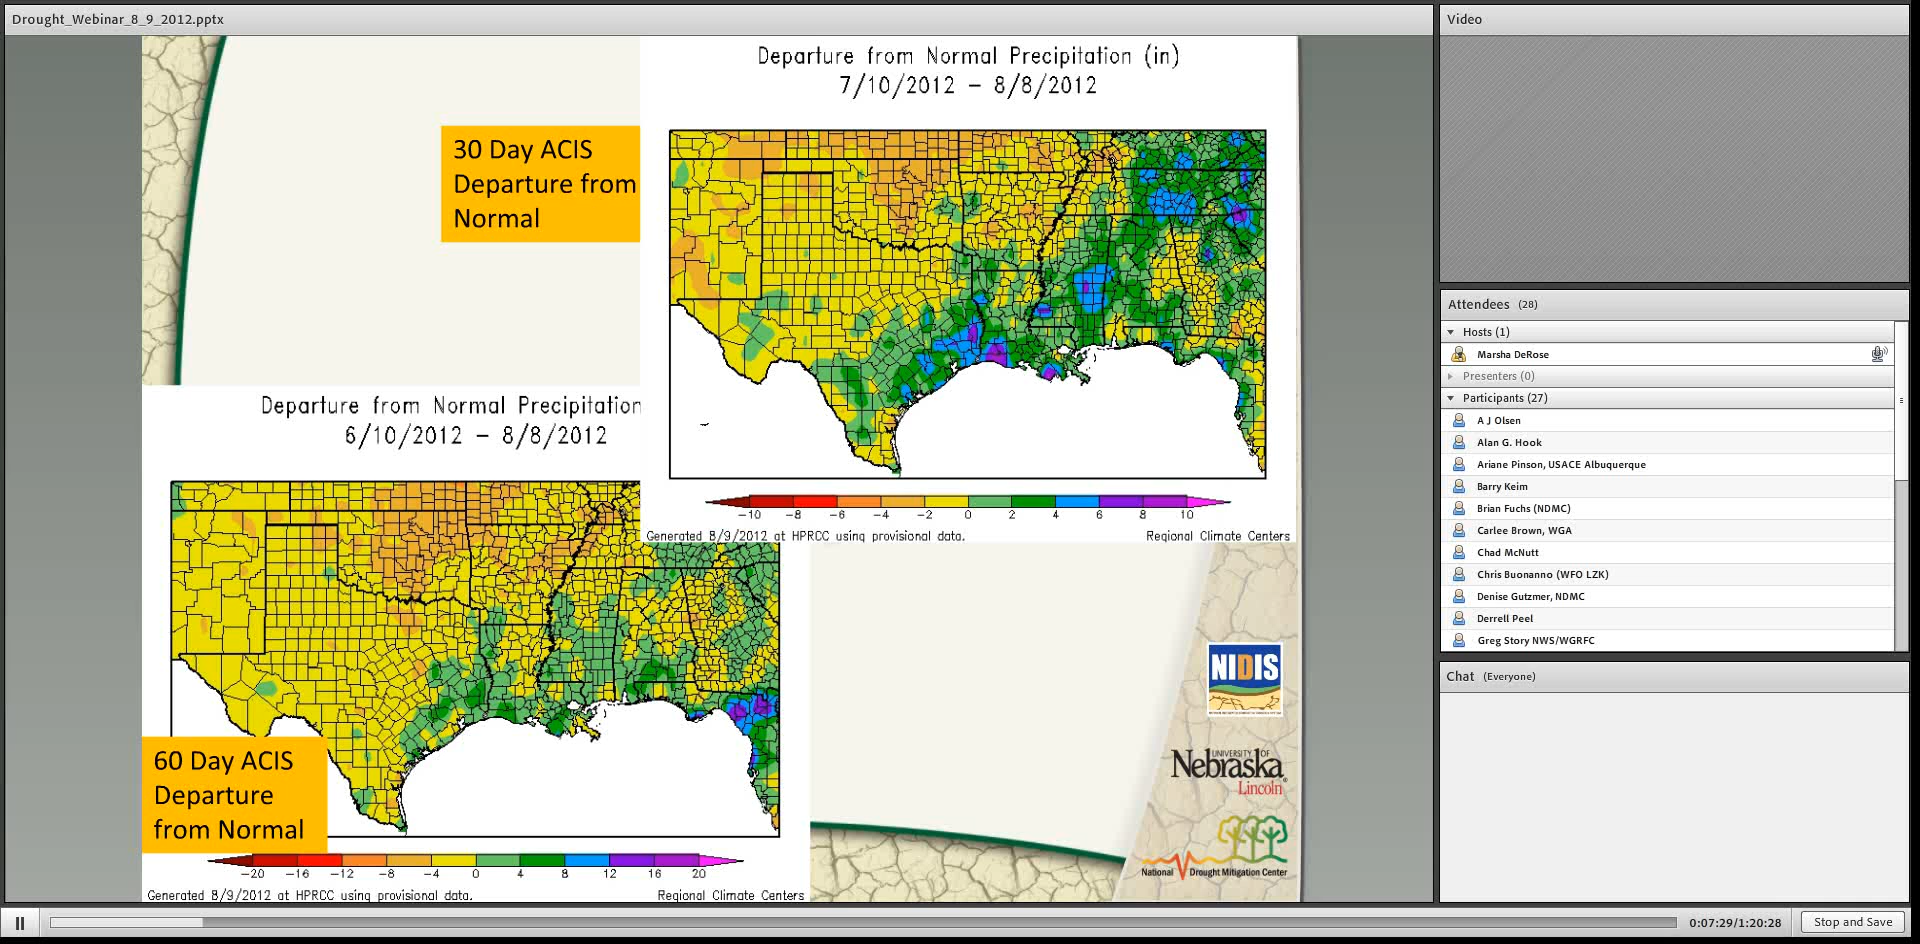 Drought_Webinar_8_9_2012.pptx
Departure from Normal Precipitation (in)
7/10/2012 – 8/8/2012
30 Day ACIS
Departure from
Normal
-10 -8 -6 -4 -2 0 2 4 6 8 10
Generated 8/9/2012 at HPRCC using provisional data.
Regional Climate Centers
Departure from Normal Precipitation
6/10/2012 – 8/8/2012
60 Day ACIS
Departure
from Normal
-20 -16 -12 -8 -4 0 4 8 12 16 20
Generated 8/9/2012 at HPRCC using provisional data.
Regional Climate Centers
NIDIS
UNIVERSITY OF
Nebraska
Lincoln
National Drought Mitigation Center
Video
Attendees (28)
Hosts (1)
Marsha DeRose
Presenters (0)
Participants (27)
A J Olsen
Alan G. Hook
Ariane Pinson, USACE Albuquerque
Barry Keim
Brian Fuchs (NDMC)
Carlee Brown, WGA
Chad McNutt
Chris Buonanno (WFO LZK)
Denise Gutzmer, NDMC
Derrell Peel
Greg Story NWS/WGRFC
Chat (Everyone)
0:07:29/1:20:28
Stop and Save